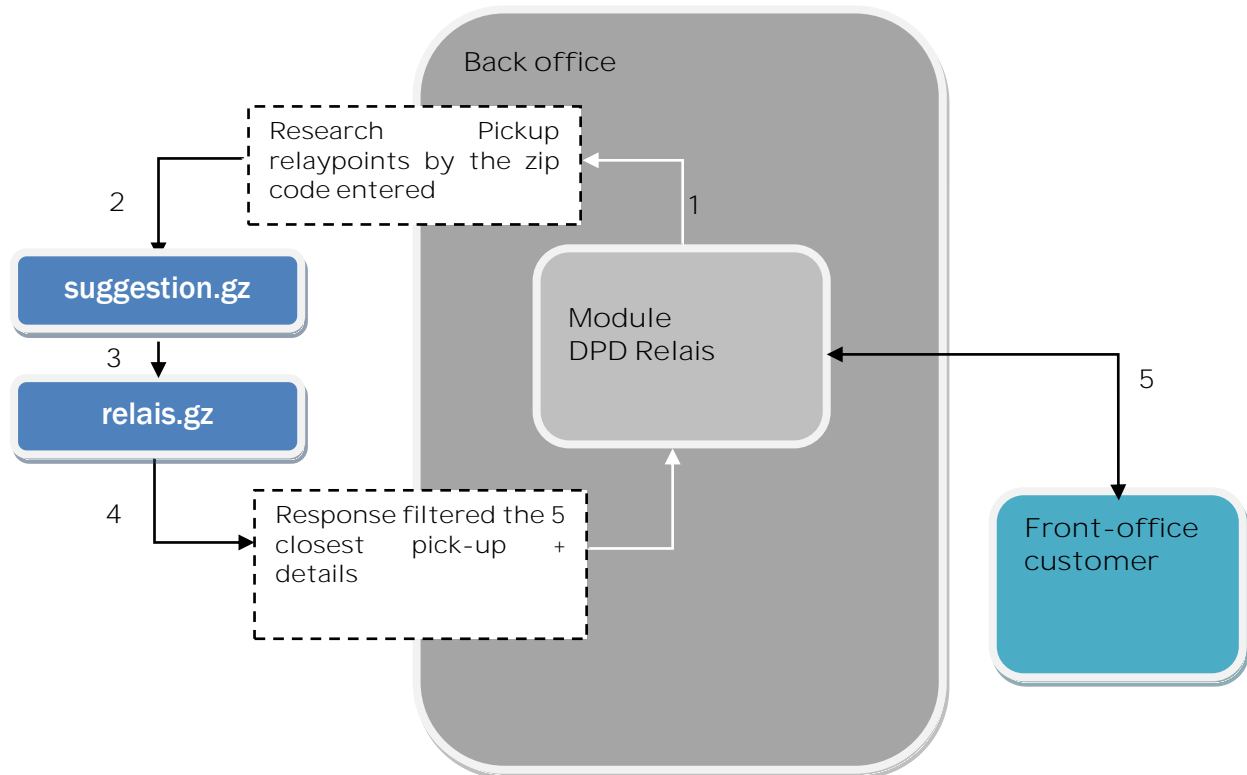 Back office
Research Pickup
relaypoints by the zip
code entered
2
1
suggestion.gz
Module
DPD Relais
3
5
relais.gz
4
Response filtered the 5
closest pick-up +
details
Front-office
customer